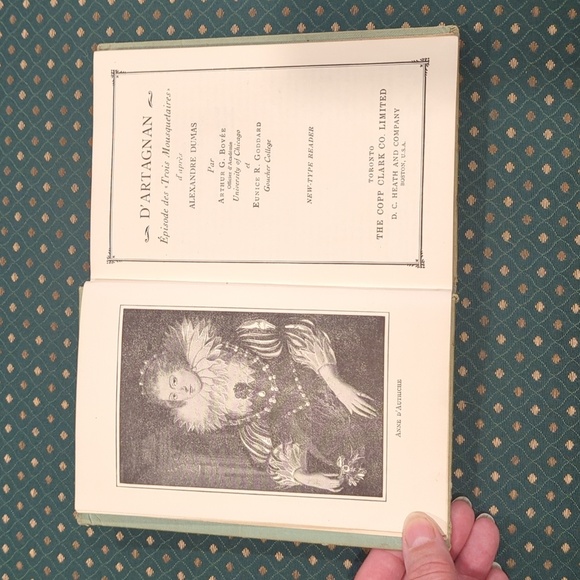 D'ARTAGNAN
Épisode des «Trois Mousquetaires»
d'après
ALEXANDRE DUMAS
Par
ARTHUR G. BOVÉE
Officier d'Académie
University of Chicago
et
EUNICE R. GODDARD
Goucher College
NEW-TYPE READER
TORONTO
THE COPP CLARK CO. LIMITED
D. C. HEATH AND COMPANY
BOSTON, U.S.A.
ANNE D'AUTRICHE